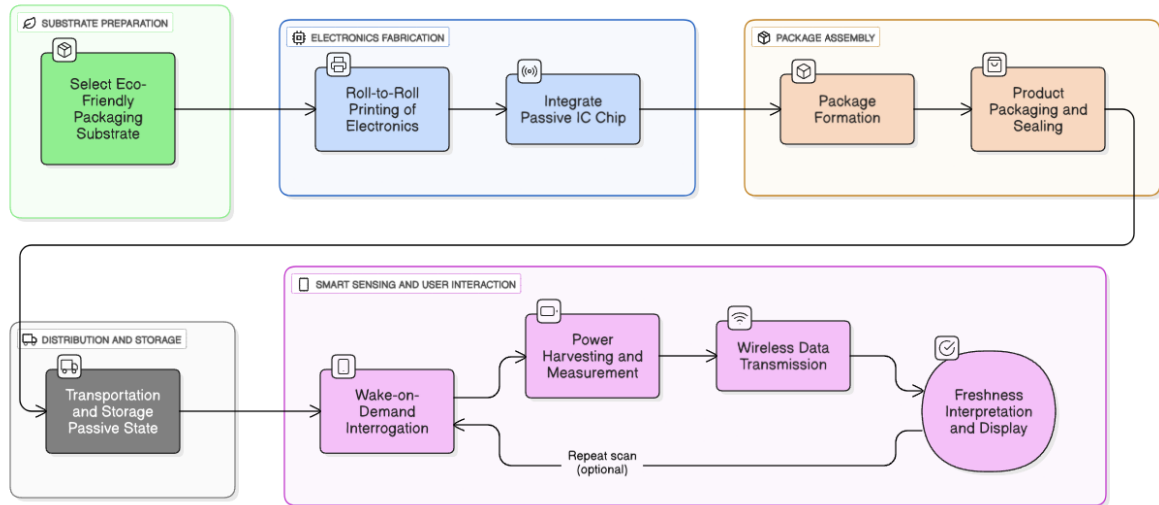 SUBSTRATE PREPARATION
Select Eco-
Friendly
Packaging
Substrate
ELECTRONICS FABRICATION
Roll-to-Roll
Printing of
Electronics
Integrate
Passive IC Chip
PACKAGE ASSEMBLY
Package
Formation
Product
Packaging and
Sealing
DISTRIBUTION AND STORAGE
Transportation
and Storage
Passive State
SMART SENSING AND USER INTERACTION
Wake-on-
Demand
Interrogation
Power
Harvesting and
Measurement
Wireless Data
Transmission
Freshness
Interpretation
and Display
Repeat scan
(optional)